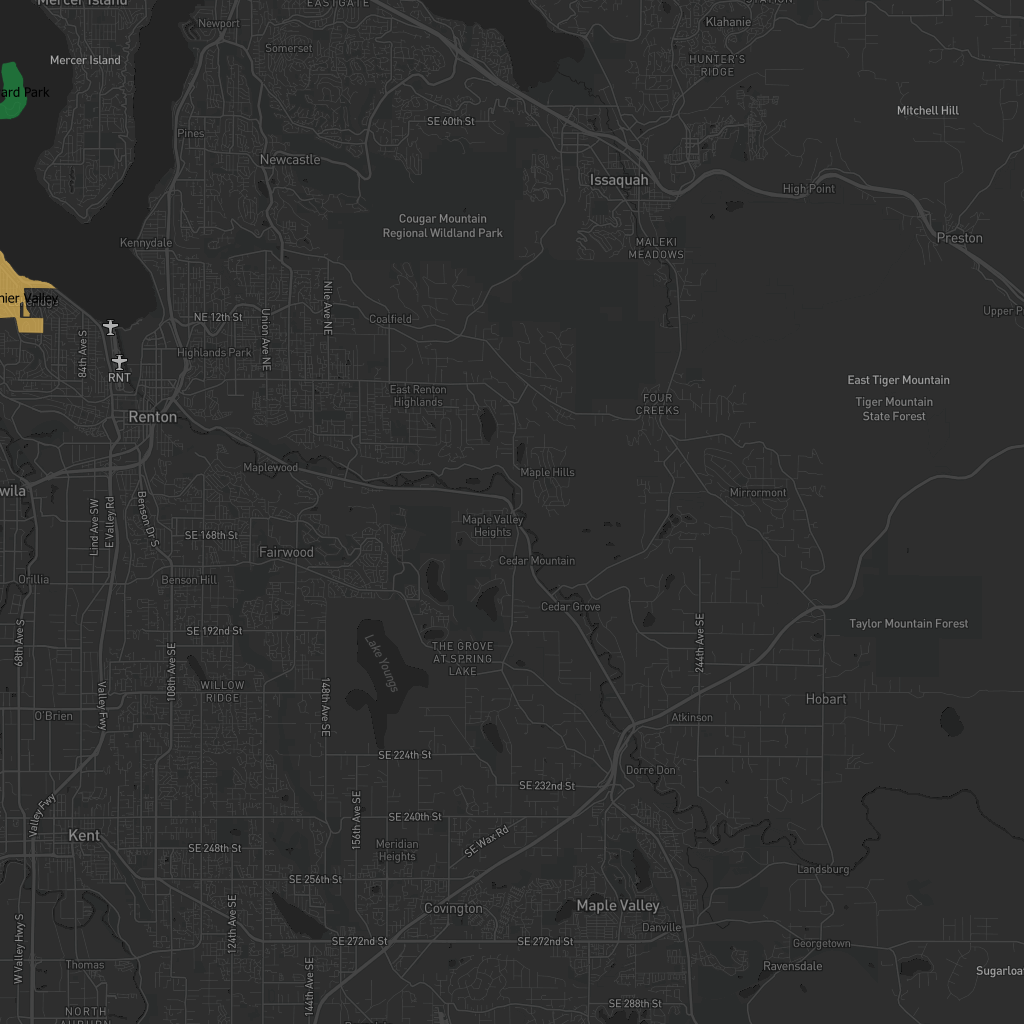 Mercer Island
EASTGATE
STATION
Newport
Klahanie
Somerset
Mercer Island
HUNTER'S
RIDGE
ard Park
Mitchell Hill
SE 60th St
Pines
Newcastle
Issaquah
High Point
Cougar Mountain
Regional Wildland Park
Kennydale
MALEKI
MEADOWS
Preston
nier Valley
Nile Ave NE
Upper P
NE 12th St
Coalfield
Union Ave NE
84th Ave S
Highlands Park
RNT
East Renton
Highlands
East Tiger Mountain
Tiger Mountain
State Forest
FOUR
CREEKS
Renton
Maplewood
Maple Hills
wila
Mirrormont
Lind Ave SW
E Valley Rd
Benson Dr S
Maple Valley
Heights
SE 168th St
Fairwood
Cedar Mountain
Orillia
Benson Hill
Cedar Grove
SE 192nd St
68th Ave S
244th Ave SE
Taylor Mountain Forest
THE GROVE
AT SPRING
LAKE
Lake Youngs
108th Ave SE
WILLOW
RIDGE
148th Ave SE
Valley Fwy
Hobart
O'Brien
Atkinson
SE 224th St
Dorre Don
SE 232nd St
Valley Fwy
156th Ave SE
SE 240th St
Kent
SE Wax Rd
SE 248th St
Meridian
Heights
Landsburg
SE 256th St
Covington
Maple Valley
124th Ave SE
W Valley Hwy S
Danville
SE 272nd St
SE 272nd St
Georgetown
Thomas
Ravensdale
Sugarloa
144th Ave SE
SE 288th St
NORTH
AUBURN